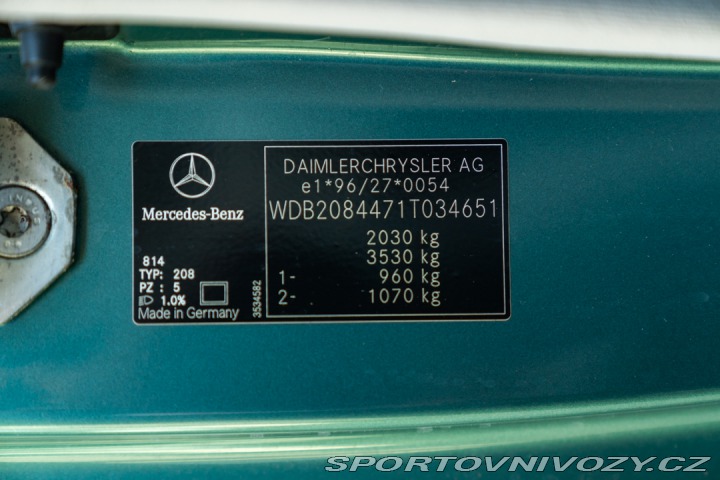 Mercedes-Benz
814
TYP: 208
PZ : 5
1.0%
Made in Germany
3534582
DAIMLERCHRYSLER AG
e1*96/27*0054
WDB2084471T034651
2030 kg
3530 kg
1- 960 kg
2- 1070 kg
SPORTOVNIVOZY.CZ